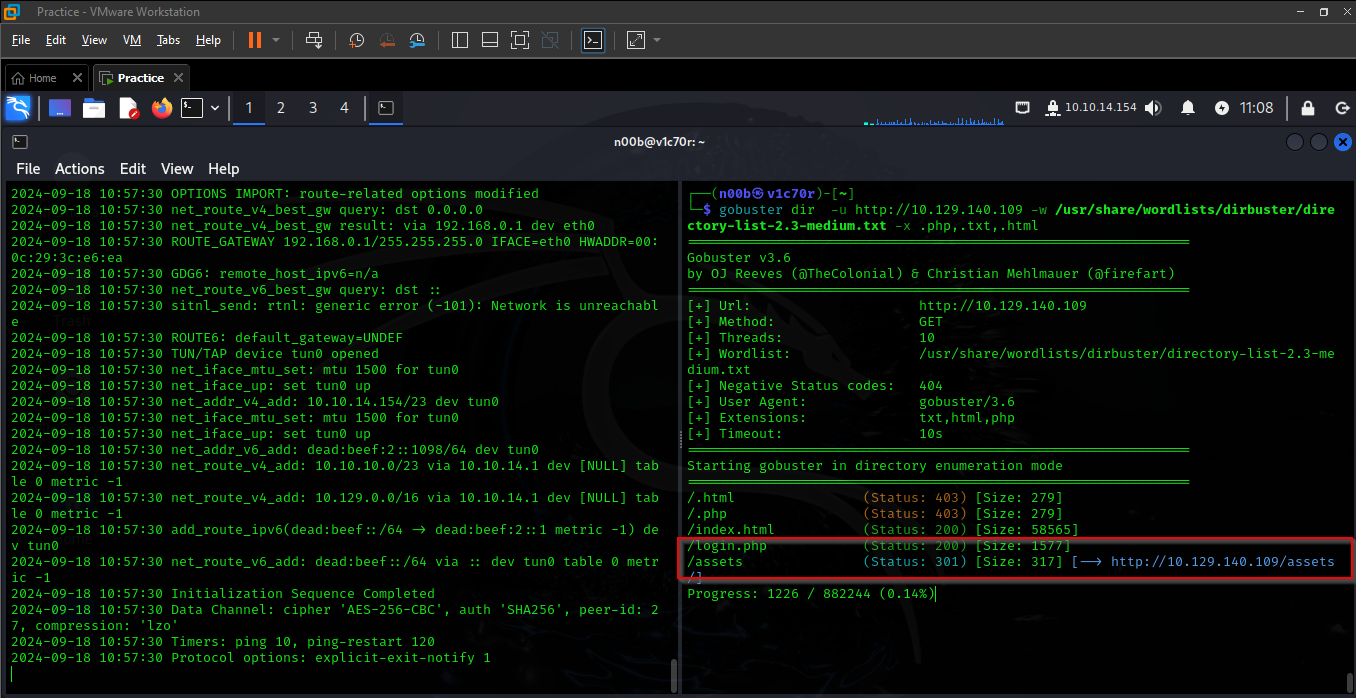 Practice - VMware Workstation
File Edit View VM Tabs Help
Home Practice
1 2 3 4 10.10.14.154 11:08
n00b@v1c70r: ~
File Actions Edit View Help
2024-09-18 10:57:30 OPTIONS IMPORT: route-related options modified
2024-09-18 10:57:30 net_route_v4_best_gw query: dst 0.0.0.0
2024-09-18 10:57:30 net_route_v4_best_gw result: via 192.168.0.1 dev eth0
2024-09-18 10:57:30 ROUTE_GATEWAY 192.168.0.1/255.255.255.0 IFACE=eth0 HWADDR=00:
0c:29:3c:e6:ea
2024-09-18 10:57:30 GDG6: remote_host_ipv6=n/a
2024-09-18 10:57:30 net_route_v6_best_gw query: dst ::
2024-09-18 10:57:30 sitnl_send: rtnl: generic error (-101): Network is unreachabl
e
2024-09-18 10:57:30 ROUTE6: default_gateway=UNDEF
2024-09-18 10:57:30 TUN/TAP device tun0 opened
2024-09-18 10:57:30 net_iface_mtu_set: mtu 1500 for tun0
2024-09-18 10:57:30 net_iface_up: set tun0 up
2024-09-18 10:57:30 net_addr_v4_add: 10.10.14.154/23 dev tun0
2024-09-18 10:57:30 net_iface_mtu_set: mtu 1500 for tun0
2024-09-18 10:57:30 net_iface_up: set tun0 up
2024-09-18 10:57:30 net_addr_v6_add: dead:beef:2::1098/64 dev tun0
2024-09-18 10:57:30 net_route_v4_add: 10.10.10.0/23 via 10.10.14.1 dev [NULL] tab
le 0 metric -1
2024-09-18 10:57:30 net_route_v4_add: 10.129.0.0/16 via 10.10.14.1 dev [NULL] tab
le 0 metric -1
2024-09-18 10:57:30 add_route_ipv6(dead:beef::/64 → dead:beef:2::1 metric -1) de
v tun0
2024-09-18 10:57:30 net_route_v6_add: dead:beef::/64 via :: dev tun0 table 0 metr
ic -1
2024-09-18 10:57:30 Initialization Sequence Completed
2024-09-18 10:57:30 Data Channel: cipher 'AES-256-CBC', auth 'SHA256', peer-id: 2
7, compression: 'lzo'
2024-09-18 10:57:30 Timers: ping 10, ping-restart 120
2024-09-18 10:57:30 Protocol options: explicit-exit-notify 1
┌──(n00b㉿v1c70r)-[~]
└─$ gobuster dir  -u http://10.129.140.109 -w /usr/share/wordlists/dirbuster/dire
ctory-list-2.3-medium.txt -x .php,.txt,.html
===============================================================
Gobuster v3.6
by OJ Reeves (@TheColonial) & Christian Mehlmauer (@firefart)
===============================================================
[+] Url: http://10.129.140.109
[+] Method: GET
[+] Threads: 10
[+] Wordlist: /usr/share/wordlists/dirbuster/directory-list-2.3-me
dium.txt
[+] Negative Status codes: 404
[+] User Agent: gobuster/3.6
[+] Extensions: txt,html,php
[+] Timeout: 10s
===============================================================
Starting gobuster in directory enumeration mode
===============================================================
/.html (Status: 403) [Size: 279]
/.php (Status: 403) [Size: 279]
/index.html (Status: 200) [Size: 58565]
/login.php (Status: 200) [Size: 1577]
/assets (Status: 301) [Size: 317] [──> http://10.129.140.109/assets
/]
Progress: 1226 / 882244 (0.14%)